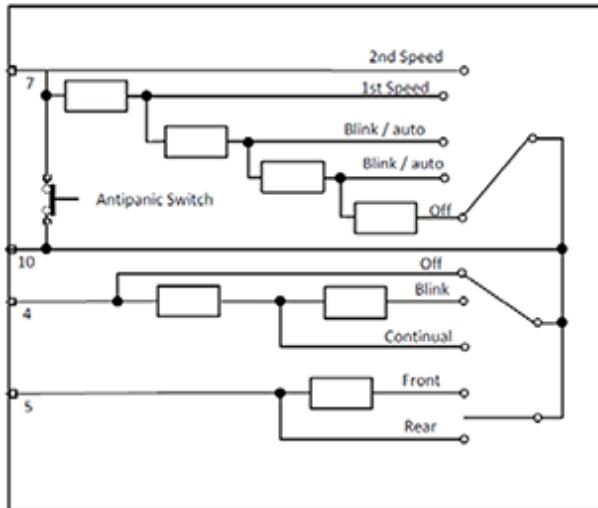 2nd Speed
7
1st Speed
Blink / auto
Blink / auto
Antipanic Switch
Off
10
Off
4
Blink
Continual
Front
5
Rear